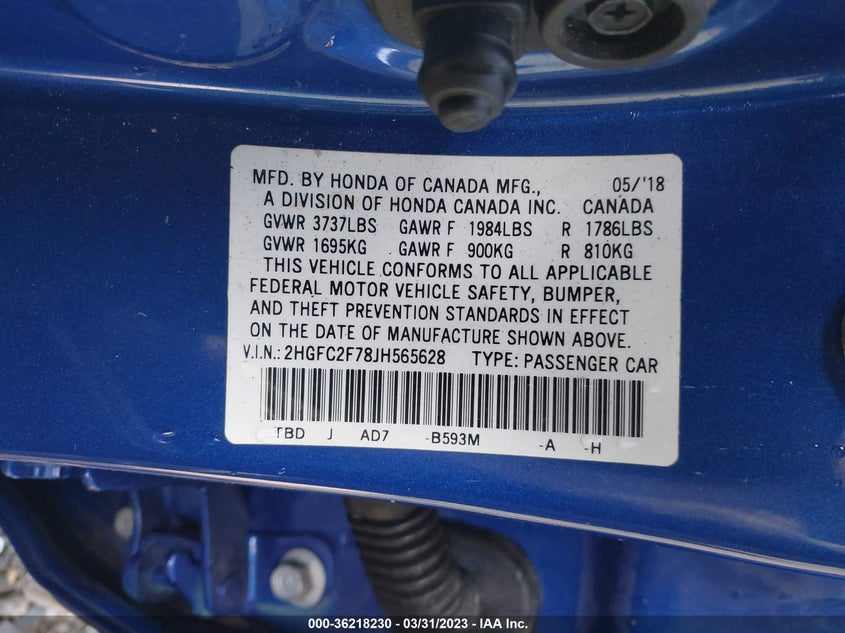 MFD. BY HONDA OF CANADA MFG., 05/'18
A DIVISION OF HONDA CANADA INC. CANADA
GVWR 3737LBS GAWR F 1984LBS R 1786LBS
GVWR 1695KG GAWR F 900KG R 810KG
THIS VEHICLE CONFORMS TO ALL APPLICABLE
FEDERAL MOTOR VEHICLE SAFETY, BUMPER,
AND THEFT PREVENTION STANDARDS IN EFFECT
ON THE DATE OF MANUFACTURE SHOWN ABOVE.
V.I.N.: 2HGFC2F78JH565628 TYPE: PASSENGER CAR
TBD J AD7 -B593M -A -H
000-36218230 - 03/31/2023 - IAA Inc.